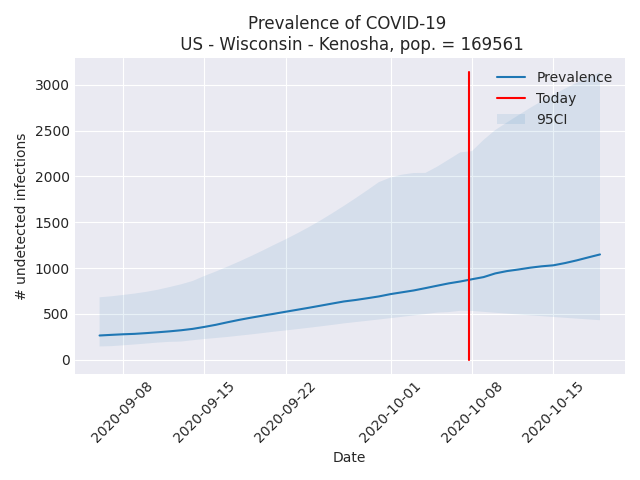 Prevalence of COVID-19
US - Wisconsin - Kenosha, pop. = 169561
# undetected infections
3000
2500
2000
1500
1000
500
0
Prevalence
Today
95CI
2020-09-08
2020-09-15
2020-09-22
2020-10-01
2020-10-08
2020-10-15
Date